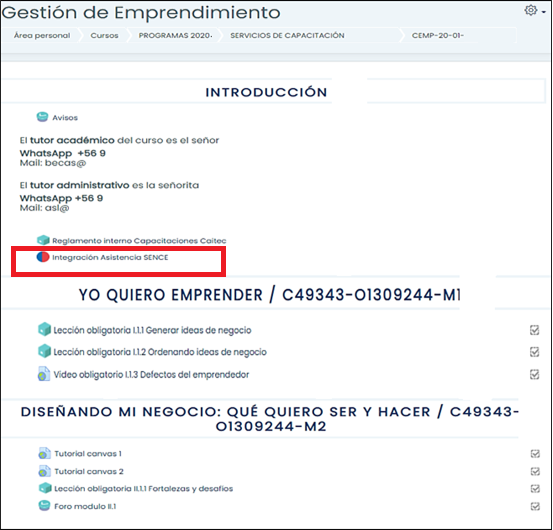 Gestión de Emprendimiento
Área personal Cursos PROGRAMAS 2020. SERVICIOS DE CAPACITACIÓN CEMP-20-01-
INTRODUCCIÓN
Avisos
El tutor académico del curso es el señor
WhatsApp +56 9
Mail: becas@
El tutor administrativo es la señorita
WhatsApp +56 9
Mail: asl@
Reglamento interno Capacitaciones Caitec
Integración Asistencia SENCE
YO QUIERO EMPRENDER / C49343-O1309244-M1
Lección obligatoria I.1.1 Generar ideas de negocio
Lección obligatoria I.1.2 Ordenando ideas de negocio
Video obligatorio I.1.3 Defectos del emprendedor
DISEÑANDO MI NEGOCIO: QUÉ QUIERO SER Y HACER / C49343-
O1309244-M2
Tutorial canvas 1
Tutorial canvas 2
Lección obligatoria II.1.1 Fortalezas y desafios
Foro modulo II.1